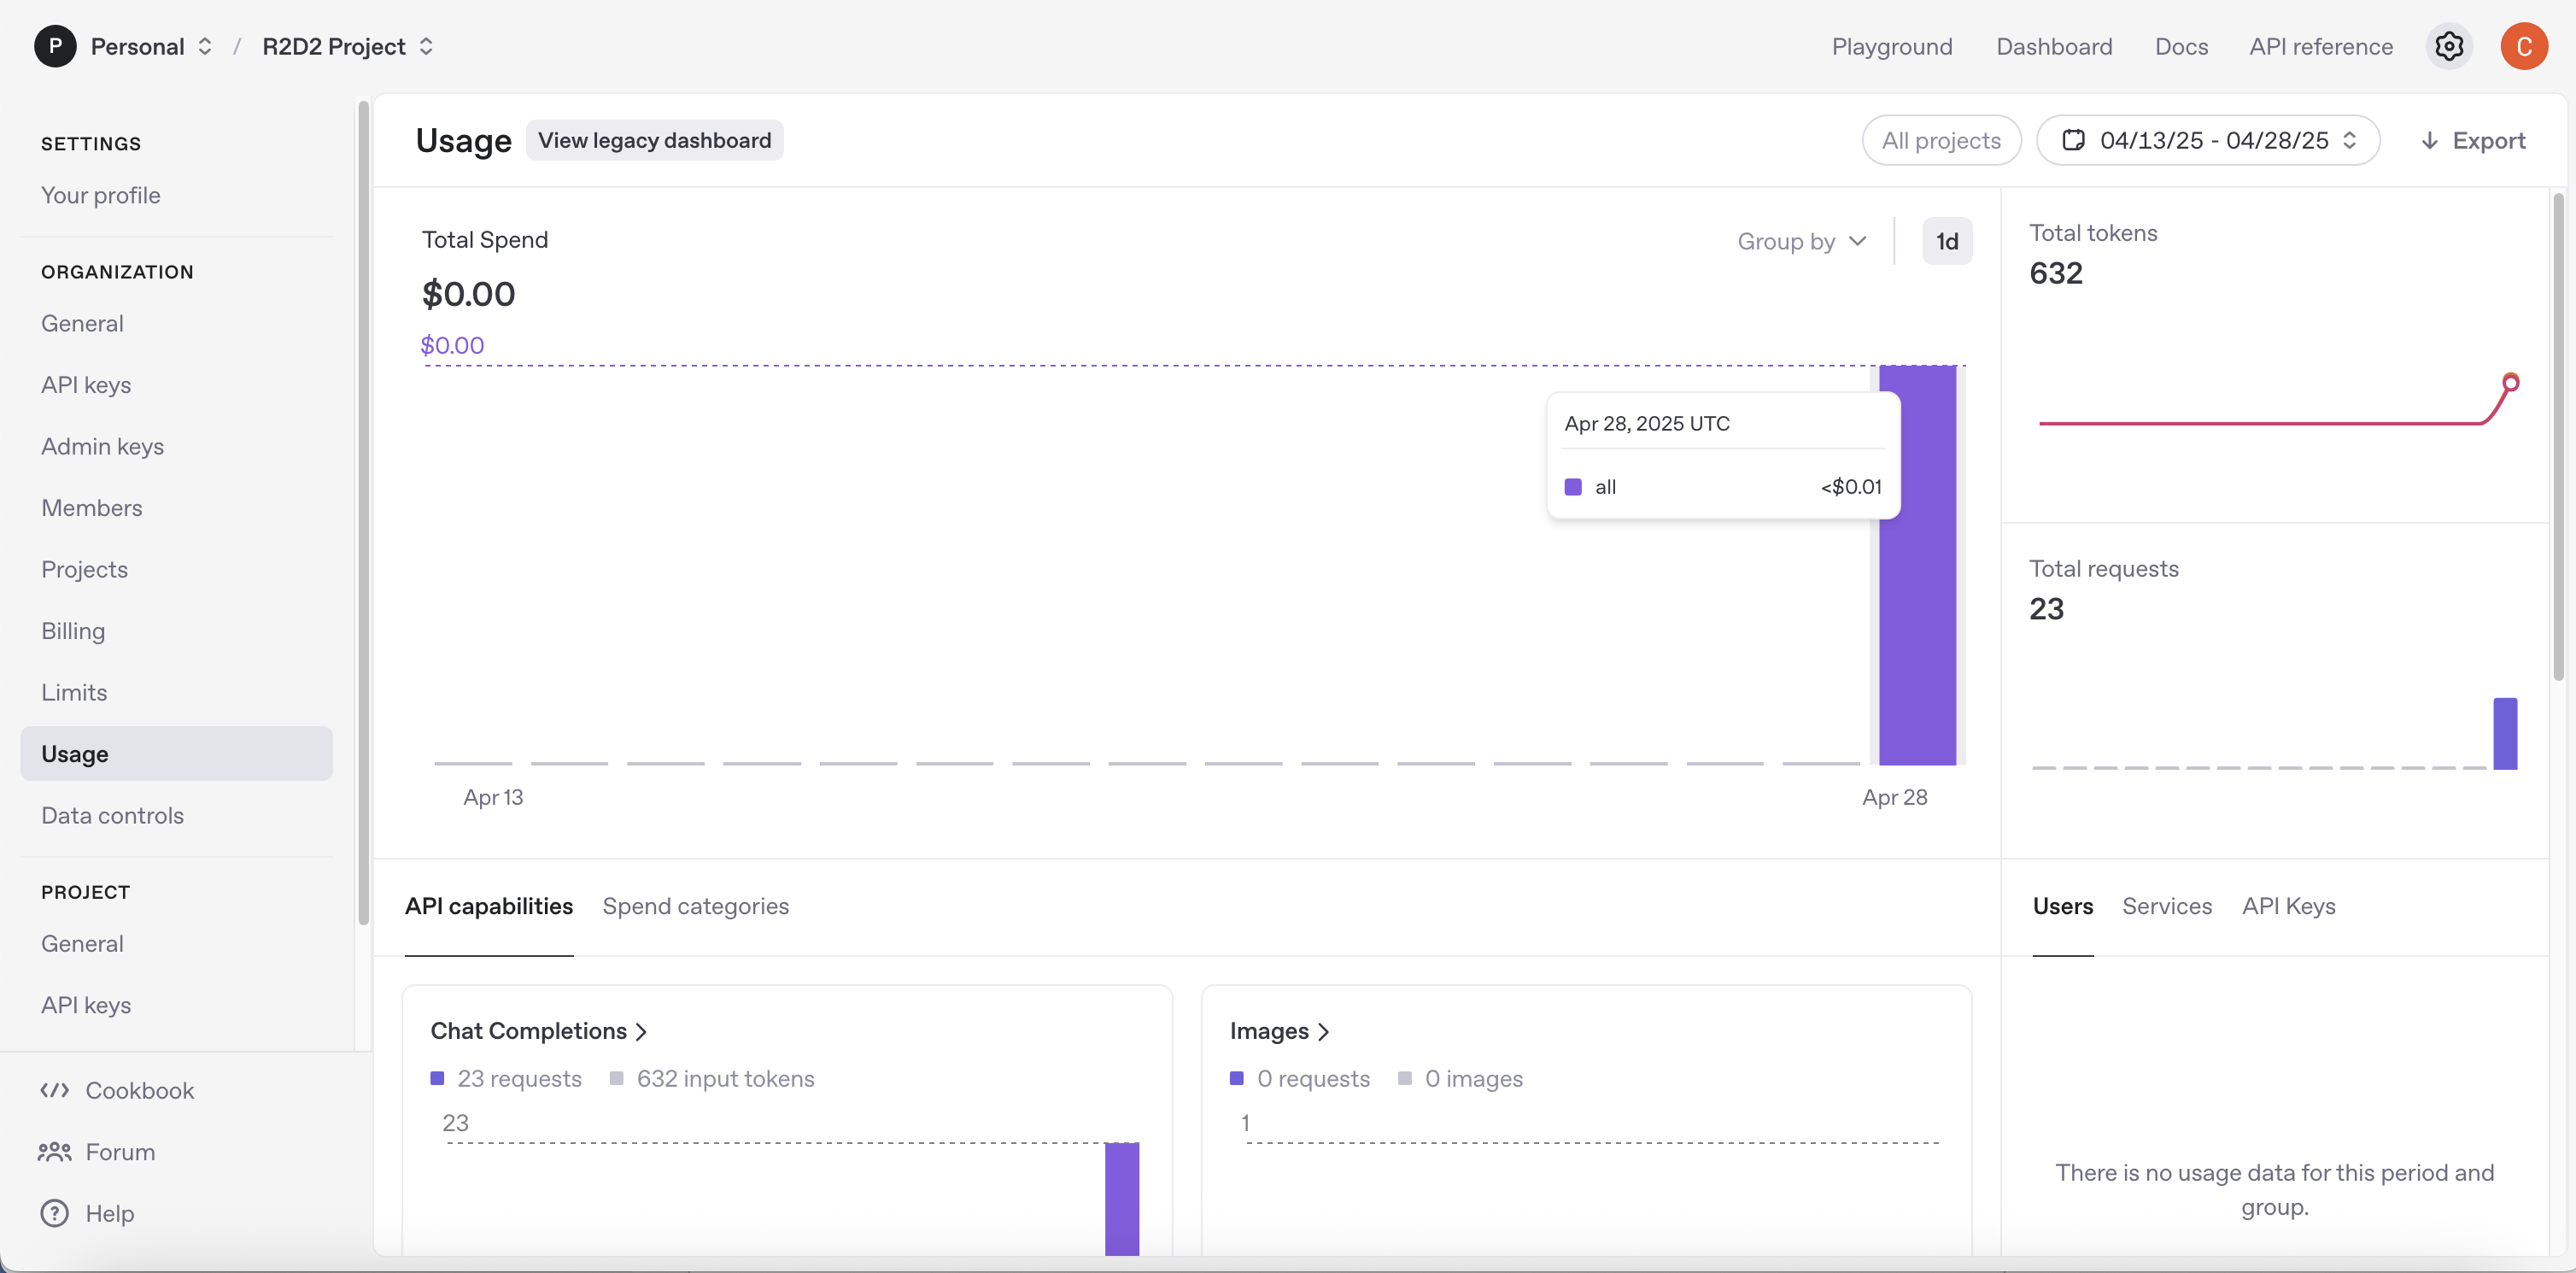 P Personal / R2D2 Project
Playground Dashboard Docs API reference C
SETTINGS
Your profile
ORGANIZATION
General
API keys
Admin keys
Members
Projects
Billing
Limits
Usage
Data controls
PROJECT
General
API keys
Cookbook
Forum
Help
Usage View legacy dashboard
All projects 04/13/25 - 04/28/25 Export
Total Spend
$0.00
$0.00
Group by 1d
Apr 28, 2025 UTC
all <$0.01
Apr 13 Apr 28
Total tokens
632
Total requests
23
API capabilities Spend categories
Chat Completions
23 requests 632 input tokens
23
Images
0 requests 0 images
1
Users Services API Keys
There is no usage data for this period and
group.